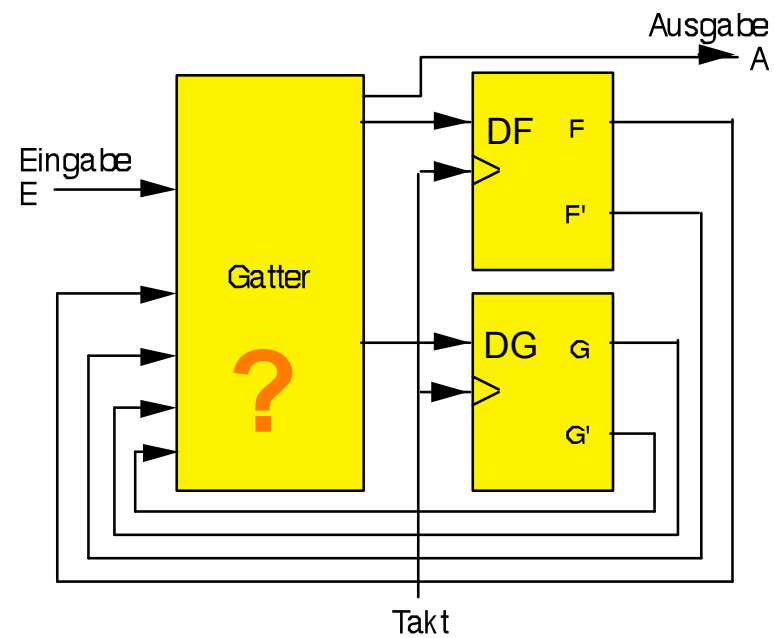 Ausgabe
A
DF F
Eingabe
E
F'
Gatter
?
DG G
G'
Takt